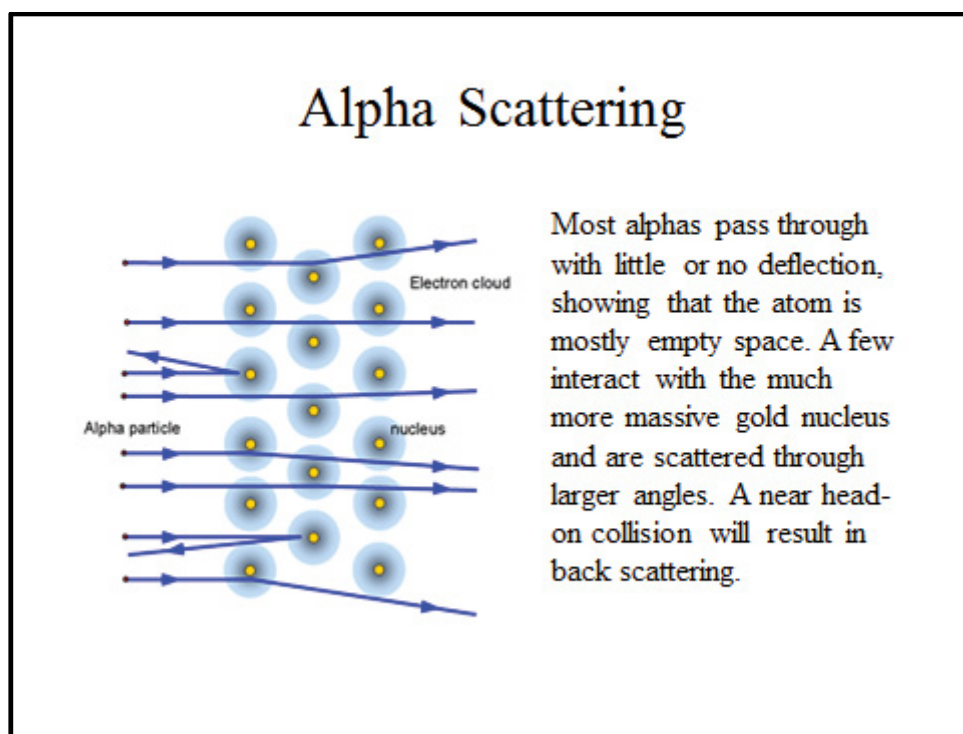 Alpha Scattering
Electron cloud
Alpha particle
nucleus
Most alphas pass through
with little or no deflection,
showing that the atom is
mostly empty space. A few
interact with the much
more massive gold nucleus
and are scattered through
larger angles. A near head-
on collision will result in
back scattering.